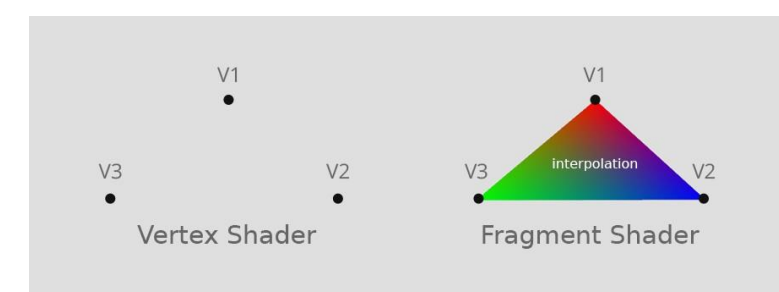 V1
V3
V2
Vertex Shader
V1
interpolation
V3
V2
Fragment Shader